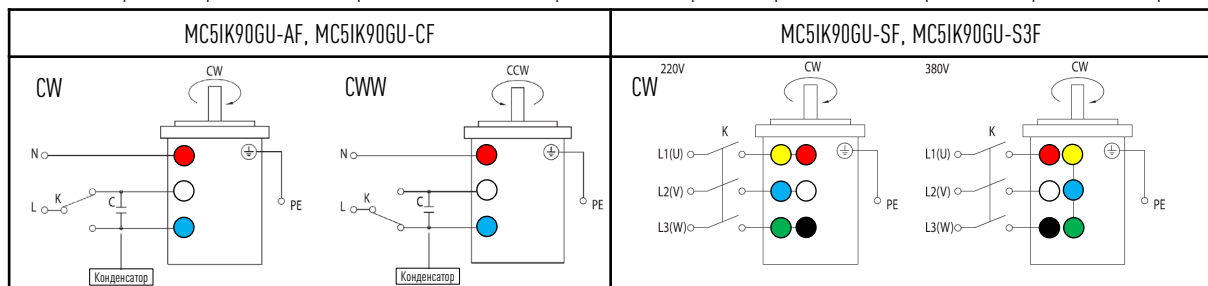 MC5IK90GU-AF, MC5IK90GU-CF
MC5IK90GU-SF, MC5IK90GU-S3F
CW
CW
N
L
K
C
PE
Конденсатор
CWW
CCW
N
L
K
C
PE
Конденсатор
CW
220V
CW
K
L1(U)
L2(V)
L3(W)
PE
380V
CW
K
L1(U)
L2(V)
L3(W)
PE